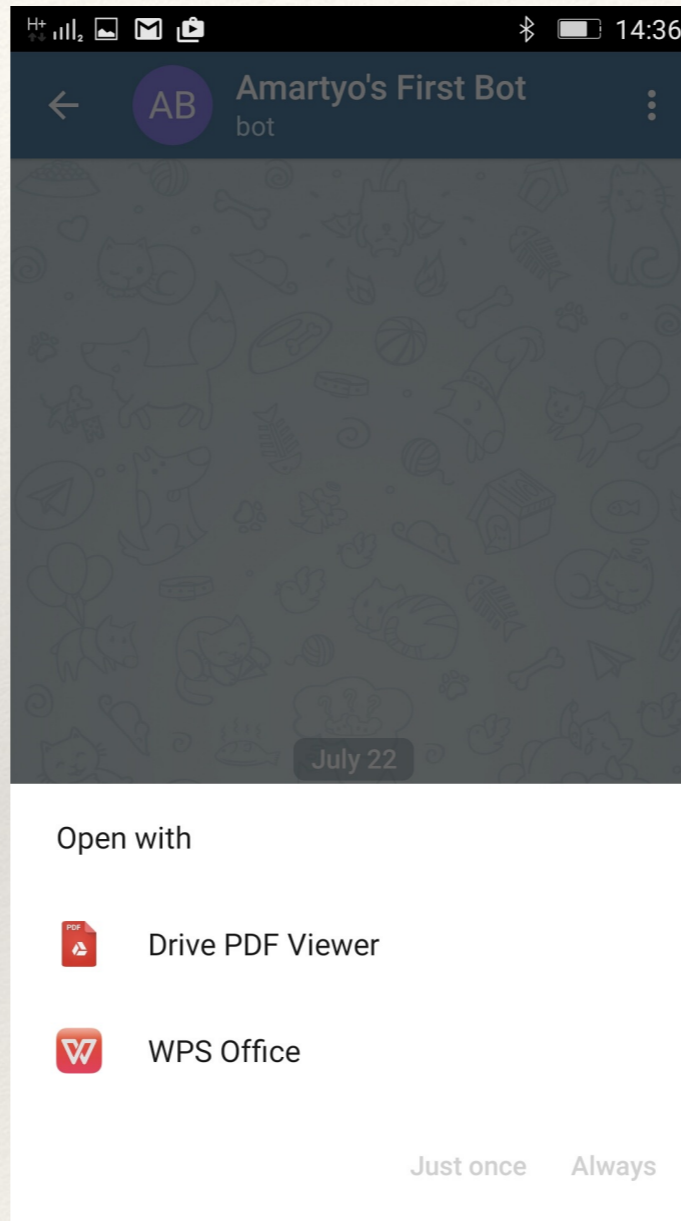 H+ 2 14:36
AB
Amartyo's First Bot
bot
July 22
Open with
PDF
Drive PDF Viewer
WPS Office
Just once Always